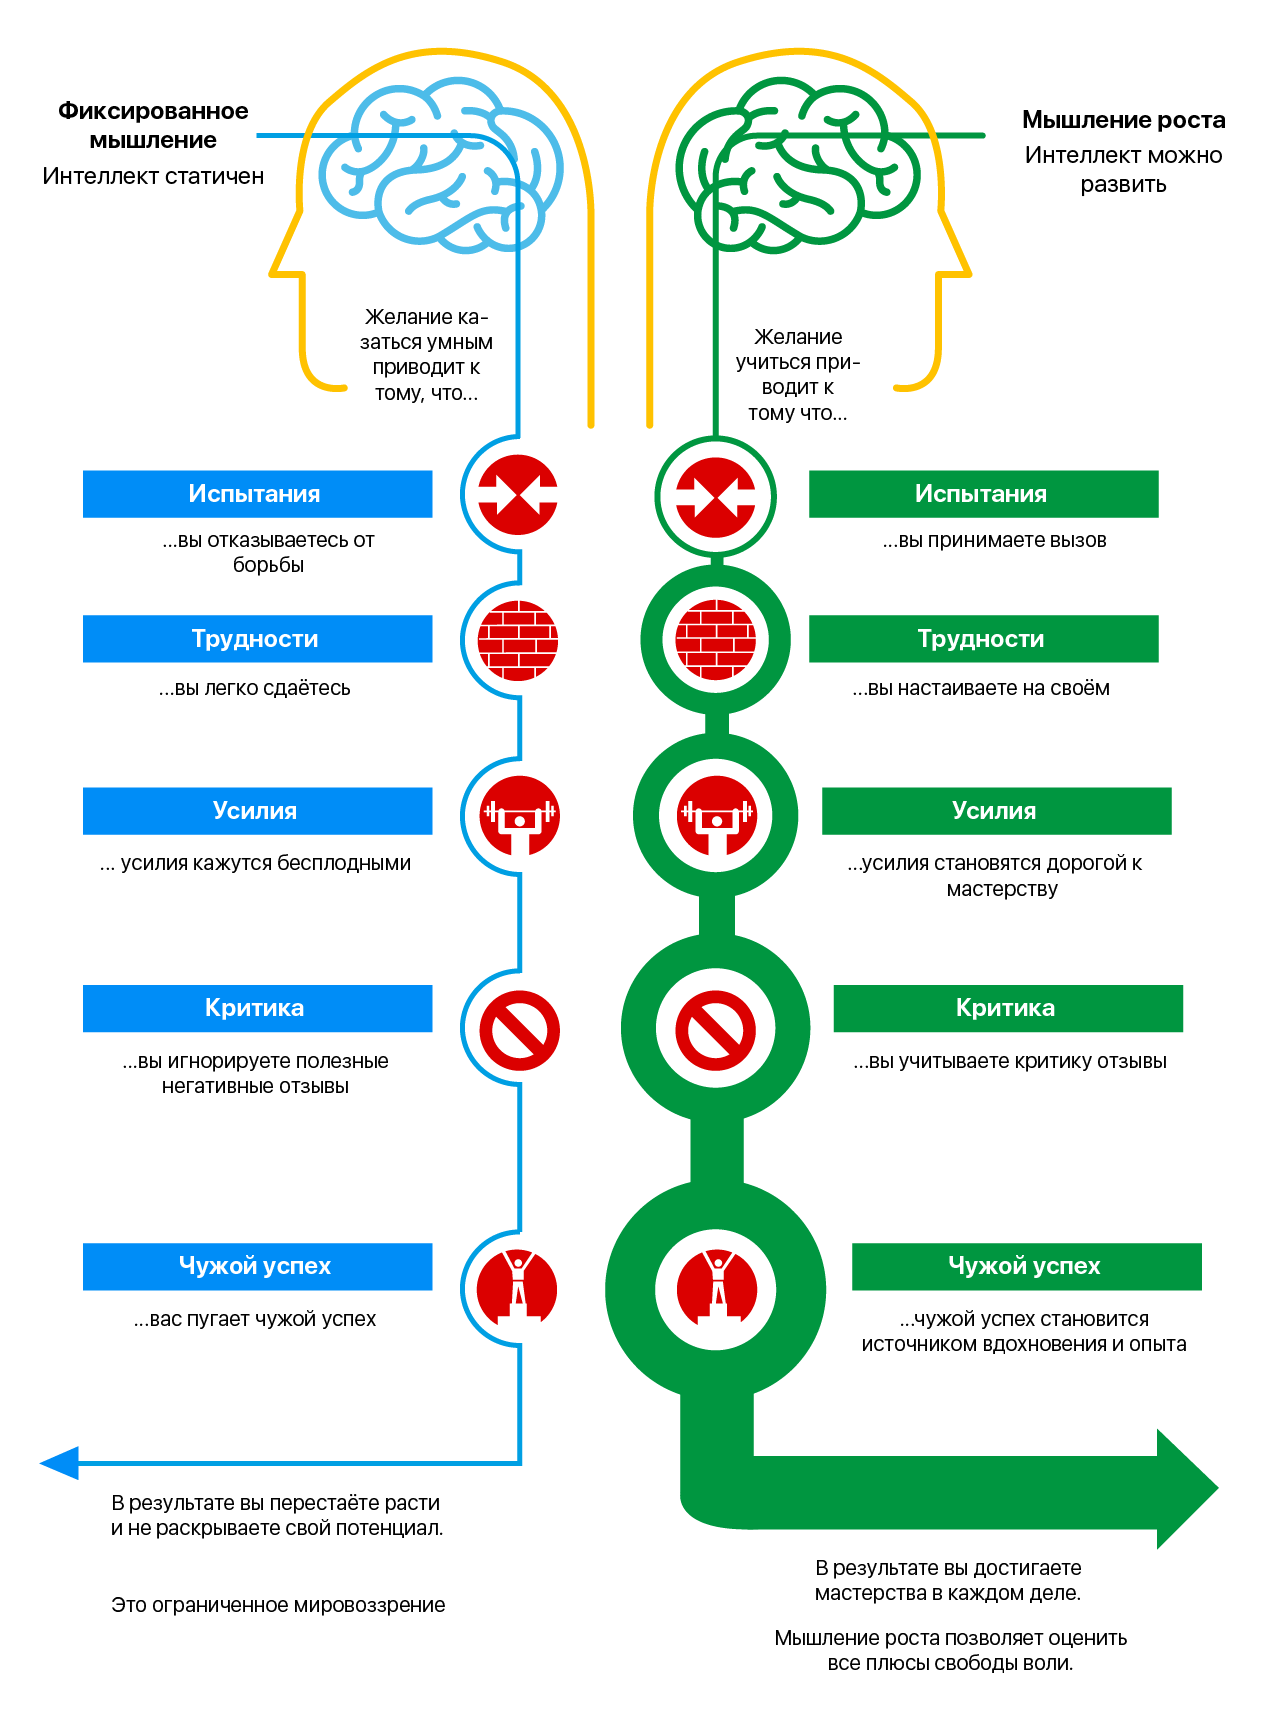 Фиксированное
мышление
Интеллект статичен
Мышление роста
Интеллект можно
развить
Желание ка-
заться умным
приводит к
тому, что...
Желание
учиться при-
водит к
тому что...
Испытания
...вы отказываетесь от
борьбы
Испытания
...вы принимаете вызов
Трудности
...вы легко сдаётесь
Трудности
...вы настаиваете на своём
Усилия
... усилия кажутся бесплодными
Усилия
...усилия становятся дорогой к
мастерству
Критика
...вы игнорируете полезные
негативные отзывы
Критика
...вы учитываете критику отзывы
Чужой успех
...вас пугает чужой успех
Чужой успех
...чужой успех становится
источником вдохновения и опыта
В результате вы перестаёте расти
и не раскрываете свой потенциал.
Это ограниченное мировоззрение
В результате вы достигаете
мастерства в каждом деле.
Мышление роста позволяет оценить
все плюсы свободы воли.